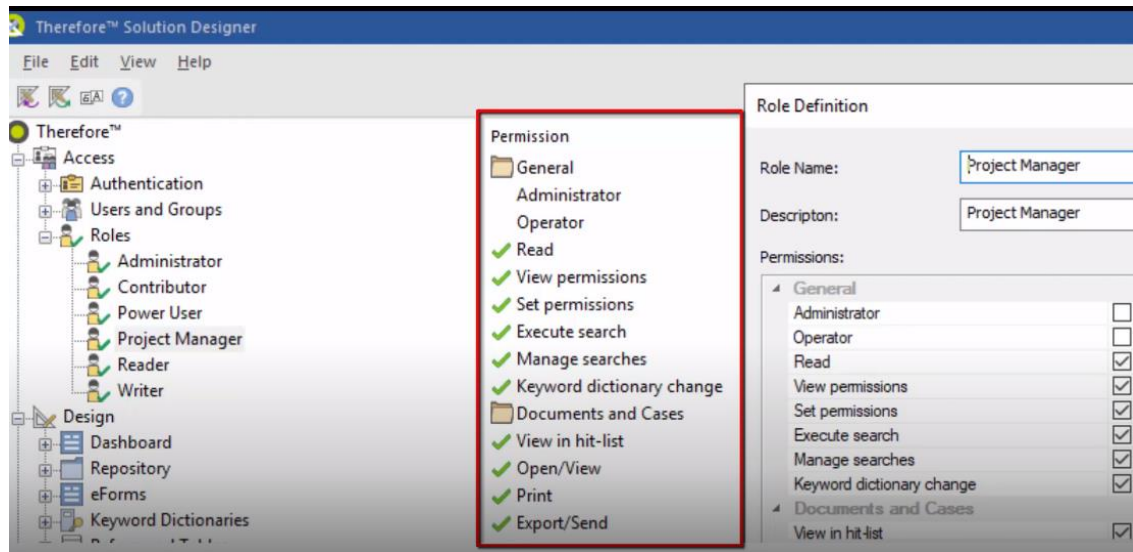 Therefore™ Solution Designer
File Edit View Help
Therefore™
Access
Authentication
Users and Groups
Roles
Administrator
Contributor
Power User
Project Manager
Reader
Writer
Design
Dashboard
Repository
eForms
Keyword Dictionaries
Permission
General
Administrator
Operator
Read
View permissions
Set permissions
Execute search
Manage searches
Keyword dictionary change
Documents and Cases
View in hit-list
Open/View
Print
Export/Send
Role Definition
Role Name: Project Manager
Descripton: Project Manager
Permissions:
General
Administrator
Operator
Read
View permissions
Set permissions
Execute search
Manage searches
Keyword dictionary change
Documents and Cases
View in hit-list